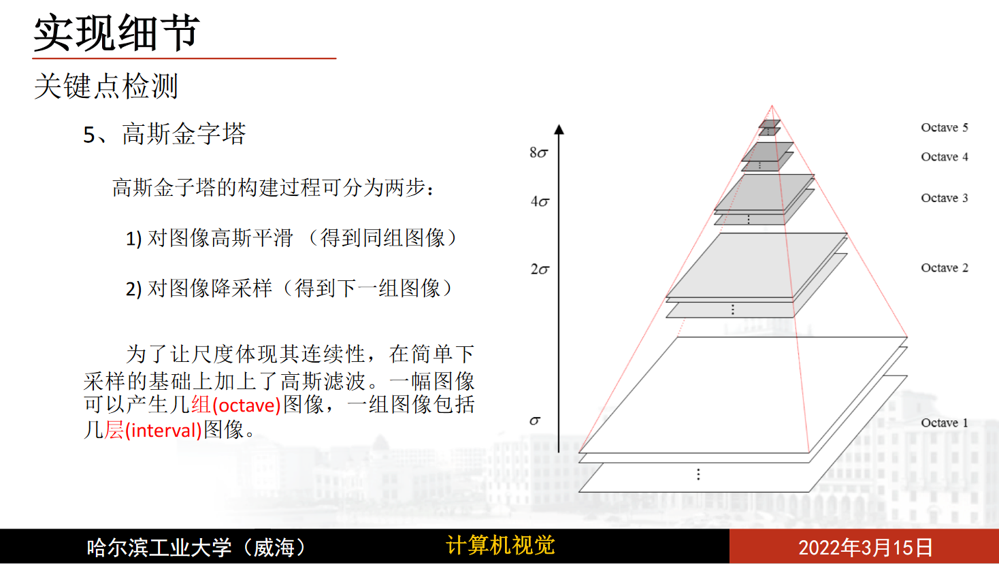 实现细节
关键点检测
5、高斯金字塔
高斯金子塔的构建过程可分为两步：
1) 对图像高斯平滑 （得到同组图像）
2) 对图像降采样（得到下一组图像）
为了让尺度体现其连续性，在简单下
采样的基础上加上了高斯滤波。一幅图像
可以产生几组(octave)图像，一组图像包括
几层(interval)图像。
8σ
4σ
2σ
σ
Octave 5
Octave 4
Octave 3
Octave 2
Octave 1
哈尔滨工业大学（威海）
计算机视觉
2022年3月15日